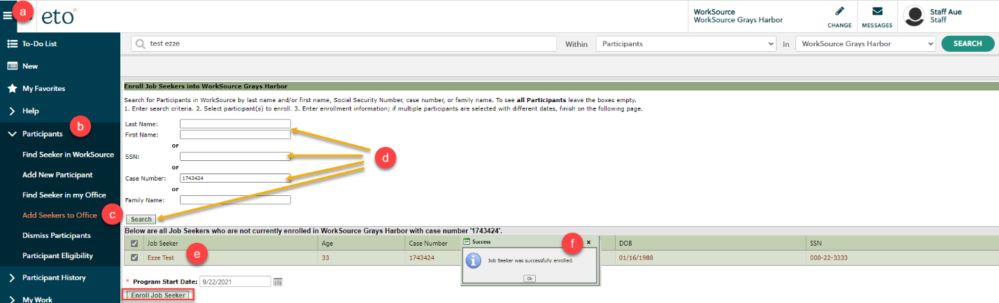 a
eto
WorkSource
WorkSource Grays Harbor
CHANGE
MESSAGES
Staff Aue
Staff
To-Do List
New
My Favorites
Help
Participants
b
Find Seeker in WorkSource
Add New Participant
Find Seeker in my Office
Add Seekers to Office
c
Dismiss Participants
Participant Eligibility
Participant History
My Work
test ezze
Within
Participants
In
WorkSource Grays Harbor
SEARCH
Enroll Job Seekers into WorkSource Grays Harbor
Search for Participants in WorkSource by last name and/or first name, Social Security Number, case number, or family name. To see all Participants leave the boxes empty.
1. Enter search criteria. 2. Select participant(s) to enroll. 3. Enter enrollment information; if multiple participants are selected with different dates, finish on the following page.
Last Name:
First Name:
or
SSN:
d
or
Case Number: 1743424
or
Family Name:
Search
Below are all Job Seekers who are not currently enrolled in WorkSource Grays Harbor with case number '1743424'.
Job Seeker Age Case Number DOB SSN
Ezze Test 33 1743424 01/16/1988 000-22-3333
e
Success x
f
Job Seeker was successfully enrolled.
Ok
* Program Start Date: 9/22/2021
Enroll Job Seeker